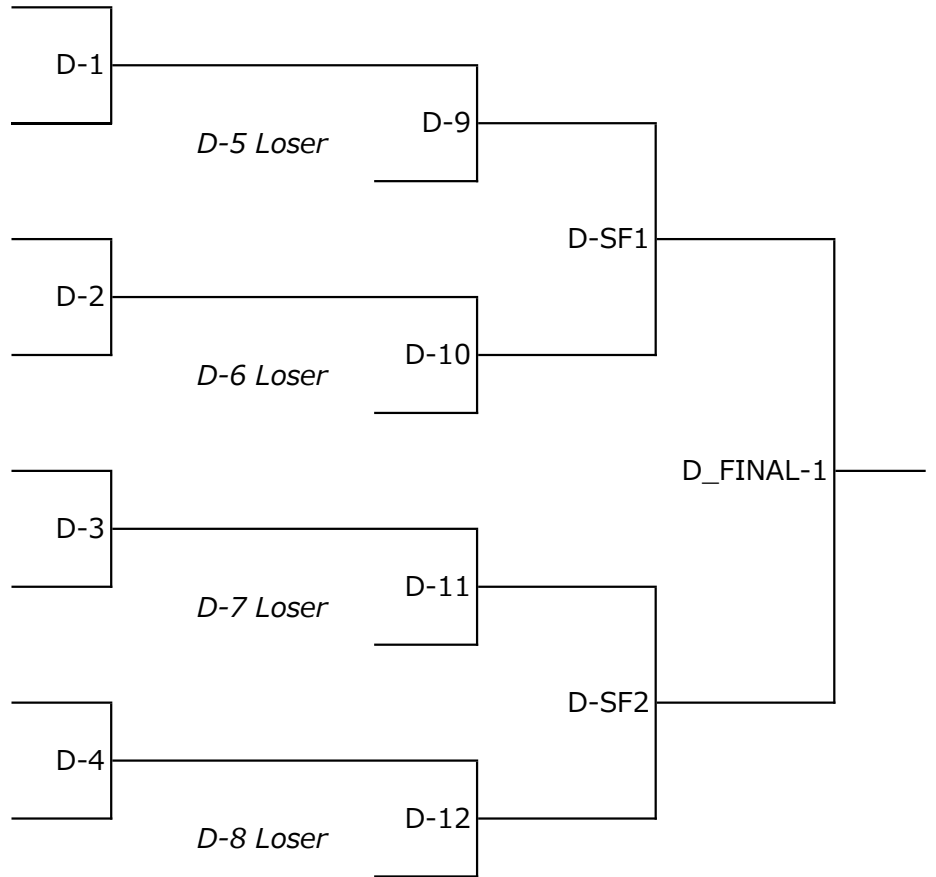 D-1
D-9
D-5 Loser
D-SF1
D-2
D-10
D-6 Loser
D_FINAL-1
D-3
D-11
D-7 Loser
D-SF2
D-4
D-12
D-8 Loser